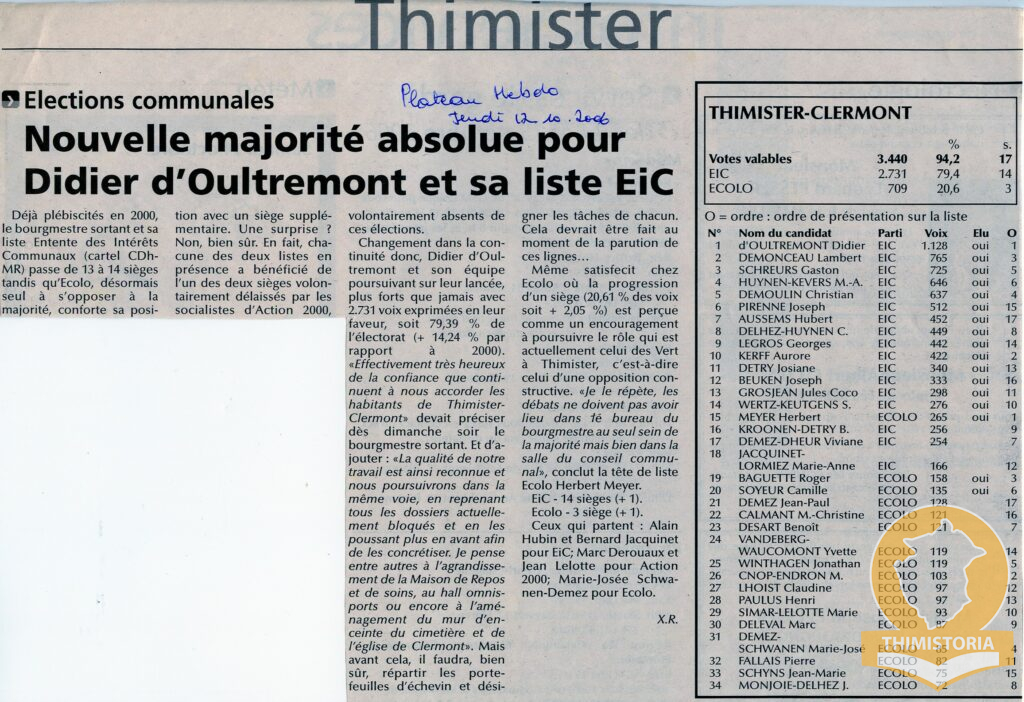 Thimister
Elections communales
Plateau Hebdo
Jeudi 12.10.2006
Nouvelle majorité absolue pour
Didier d'Oultremont et sa liste EiC
Déjà plébiscités en 2000,
le bourgmestre sortant et sa
liste Entente des Intérêts
Communaux (cartel CDh-
MR) passe de 13 à 14 sièges
tandis qu'Ecolo, désormais
seul à s'opposer à la
majorité, conforte sa posi-
tion avec un siège supplé-
mentaire. Une surprise ?
Non, bien sûr. En fait, cha-
cune des deux listes en
présence a bénéficié de
l'un des deux sièges volon-
tairement délaissés par les
socialistes d'Action 2000,
volontairement absents de
ces élections.
Changement dans la con-
tinuité donc, Didier d'Oul-
tremont et son équipe
poursuivant sur leur lancée,
plus forts que jamais avec
2.731 voix exprimées en leur
faveur, soit 79,39 % de
l'électorat (+ 14,24 % par
rapport à 2000).
«Effectivement très heureux
de la confiance que conti-
nuent à nous accorder les
habitants de Thimister-
Clermont» devait préciser
dès dimanche soir le
bourgmestre sortant. Et d'a-
jouter : «La qualité de notre
travail est ainsi reconnue et
nous poursuivrons dans la
même voie, en reprenant
tous les dossiers actuelle-
ment bloqués et en les
poussant plus en avant afin
de les concrétiser. Je pense
entre autres à l'agrandisse-
ment de la Maison de Repos
et de soins, au hall omnis-
ports ou encore à l'amé-
nagement du mur d'en-
ceinte du cimetière et de
l'église de Clermont». Mais
avant cela, il faudra, bien
sûr, répartir les porte-
feuilles d'échevin et dési-
gner les tâches de chacun.
Cela devrait être fait au
moment de la parution de
ces lignes...
Même satisfecit chez
Ecolo où la progression
d'un siège (20,61 % des voix
soit + 2,05 %) est perçue
comme un encouragement
à poursuivre le rôle qui est
actuellement celui des Vert
à Thimister, c'est-à-dire
celui d'une opposition con-
structive. «Je le répète, les
débats ne doivent pas avoir
lieu dans 1é bureau du
bourgmestre au seul sein de
la majorité mais bien dans la
salle du conseil commu-
nal», conclut la tête de liste
Ecolo Herbert Meyer.
EiC - 14 sièges (+ 1).
Ecolo - 3 siège (+ 1).
Ceux qui partent : Alain
Hubin et Bernard Jacquinet
pour EiC; Marc Derouaux et
Jean Lelotte pour Action
2000; Marie-Josée Schwa-
nen-Demez pour Ecolo.
X.R.
THIMISTER-CLERMONT
% s.
Votes valables 3.440 94,2 17
EIC 2.731 79,4 14
ECOLO 709 20,6 3
O = ordre : ordre de présentation sur la liste
N° Nom du candidat Parti Voix Elu O
1 d'OULTREMONT Didier EIC 1.128 oui 1
2 DEMONCEAU Lambert EIC 765 oui 3
3 SCHREURS Gaston EIC 725 oui 5
4 HUYNEN-KEVERS M.-A. EIC 646 oui 6
5 DEMOULIN Christian EIC 637 oui 4
6 PIRENNE Joseph EIC 512 oui 15
7 AUSSEMS Hubert EIC 452 oui 17
8 DELHEZ-HUYNEN C. EIC 449 oui 8
9 LEGROS Georges EIC 442 oui 14
10 KERFF Aurore EIC 422 oui 2
11 DETRY Josiane EIC 340 oui 13
12 BEUKEN Joseph EIC 333 oui 16
13 GROSJEAN Jules Coco EIC 298 oui 11
14 WERTZ-KEUTGENS S. EIC 276 oui 10
15 MEYER Herbert ECOLO 265 oui 1
16 KROONEN-DETRY B. EIC 256 9
17 DEMEZ-DHEUR Viviane EIC 254 7
18 JACQUINET-
LORMIEZ Marie-Anne EIC 166 12
19 BAGUETTE Roger ECOLO 158 oui 3
20 SOYEUR Camille ECOLO 135 oui 6
21 DEMEZ Jean-Paul ECOLO 128 17
22 CALMANT M.-Christine ECOLO 121 16
23 DESART Benoît ECOLO 121 7
24 VANDEBERG-
WAUCOMONT Yvette ECOLO 119 14
25 WINTHAGEN Jonathan ECOLO 119 5
26 CNOP-ENDRON M. ECOLO 103 2
27 LHOIST Claudine ECOLO 97 12
28 PAULUS Henri ECOLO 97 13
29 SIMAR-LELOTTE Marie ECOLO 93 10
30 DELEVAL Marc ECOLO 87 9
31 DEMEZ-
SCHWANEN Marie-José ECOLO 85 4
32 FALLAIS Pierre ECOLO 82 11
33 SCHYNS Jean-Marie ECOLO 75 15
34 MONJOIE-DELHEZ J. ECOLO 72 8
THIMISTORIA